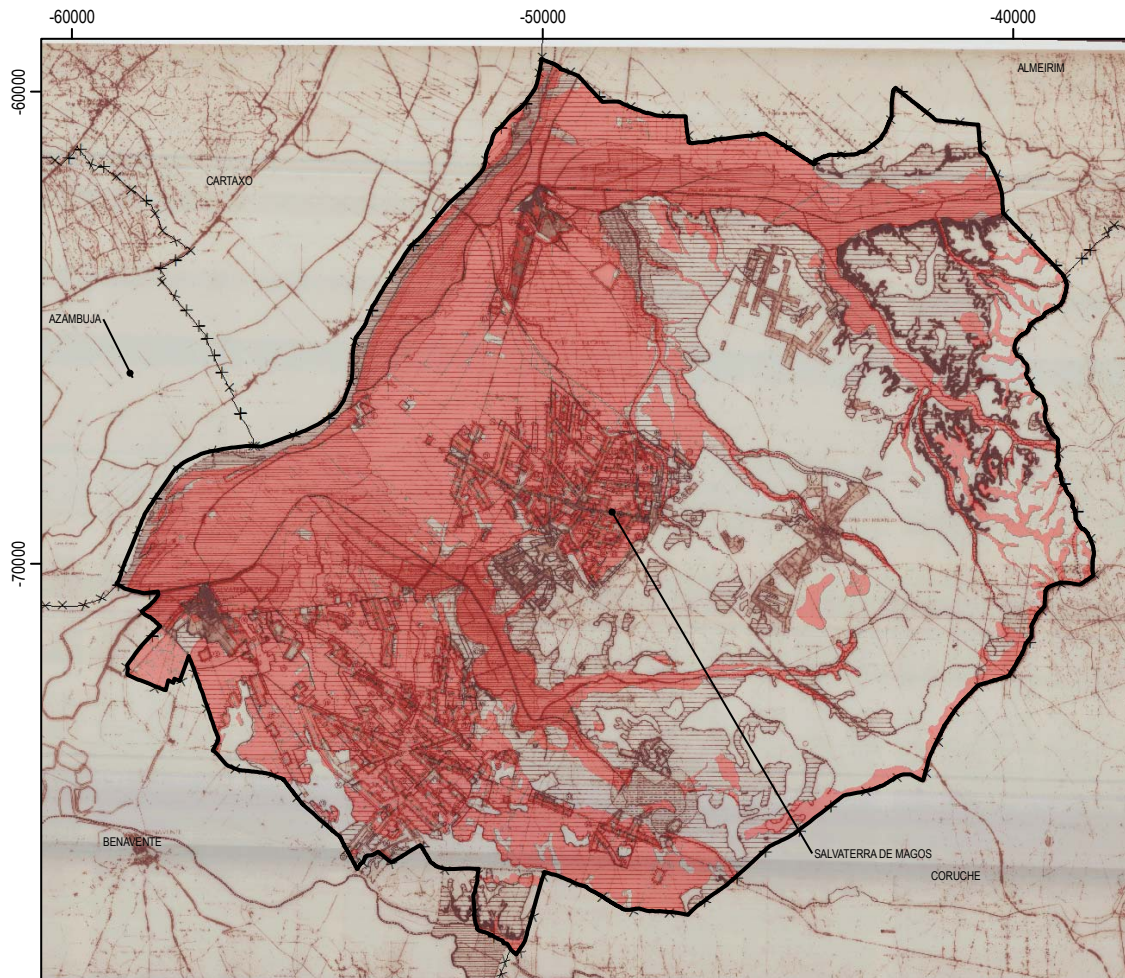 -60000
-50000
-40000
-60000
ALMEIRIM
CARTAXO
AZAMBUJA
-70000
BENAVENTE
SALVATERRA DE MAGOS
CORUCHE